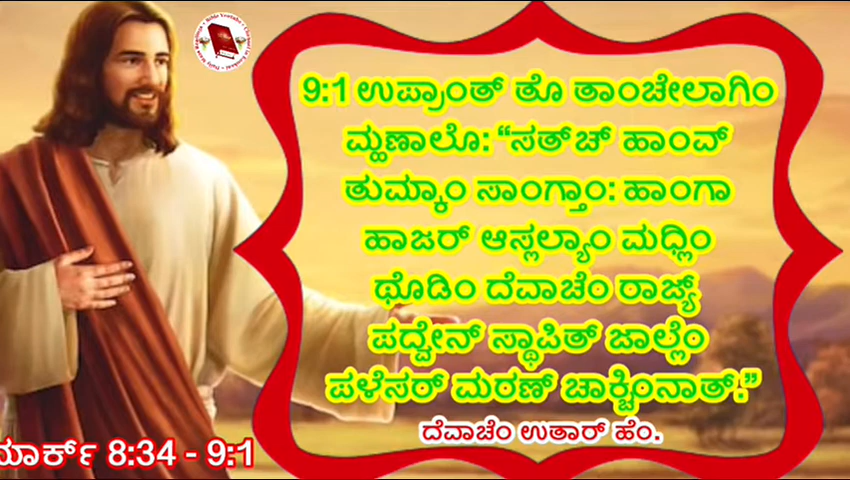 9:1 ಉಪ್ರಾಂತ್ ತೊ ತಾಂಚೇಲಾಗಿಂ
ಮ್ಹಣಾಲೊ: “ಸತ್‌ಚ್ ಹಾಂವ್
ತುಮ್ಕಾಂ ಸಾಂಗ್ತಾಂ: ಹಾಂಗಾ
ಹಾಜರ್ ಆಸ್ಲಲ್ಯಾಂ ಮಧ್ಲಿಂ
ಥೊಡಿಂ ದೆವಾಚೆಂ ರಾಜ್ಯ್
ಪದ್ವೇನ್ ಸ್ಥಾಪಿತ್ ಜಾಲ್ಲೆಂ
ಪಳೆಸರ್ ಮರಣ್ ಚಾಕ್ಚಿಂನಾತ್.”
ದೆವಾಚೆಂ ಉತಾರ್ ಹೆಂ.
ಮಾರ್ಕ್ 8:34 - 9:1